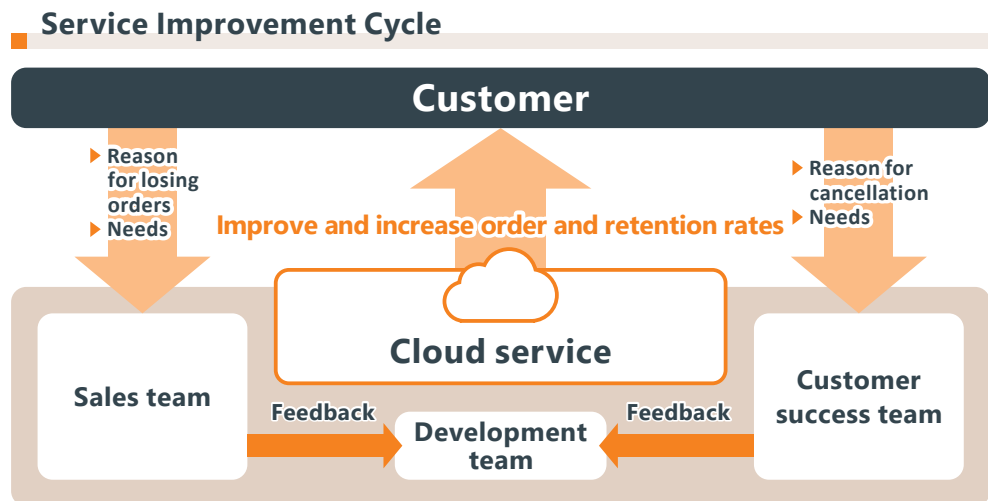 Service Improvement Cycle
Customer
Reason
for losing
orders
Needs
Improve and increase order and retention rates
Reason for
cancellation
Needs
Cloud service
Sales team
Customer
success team
Feedback
Feedback
Development
team